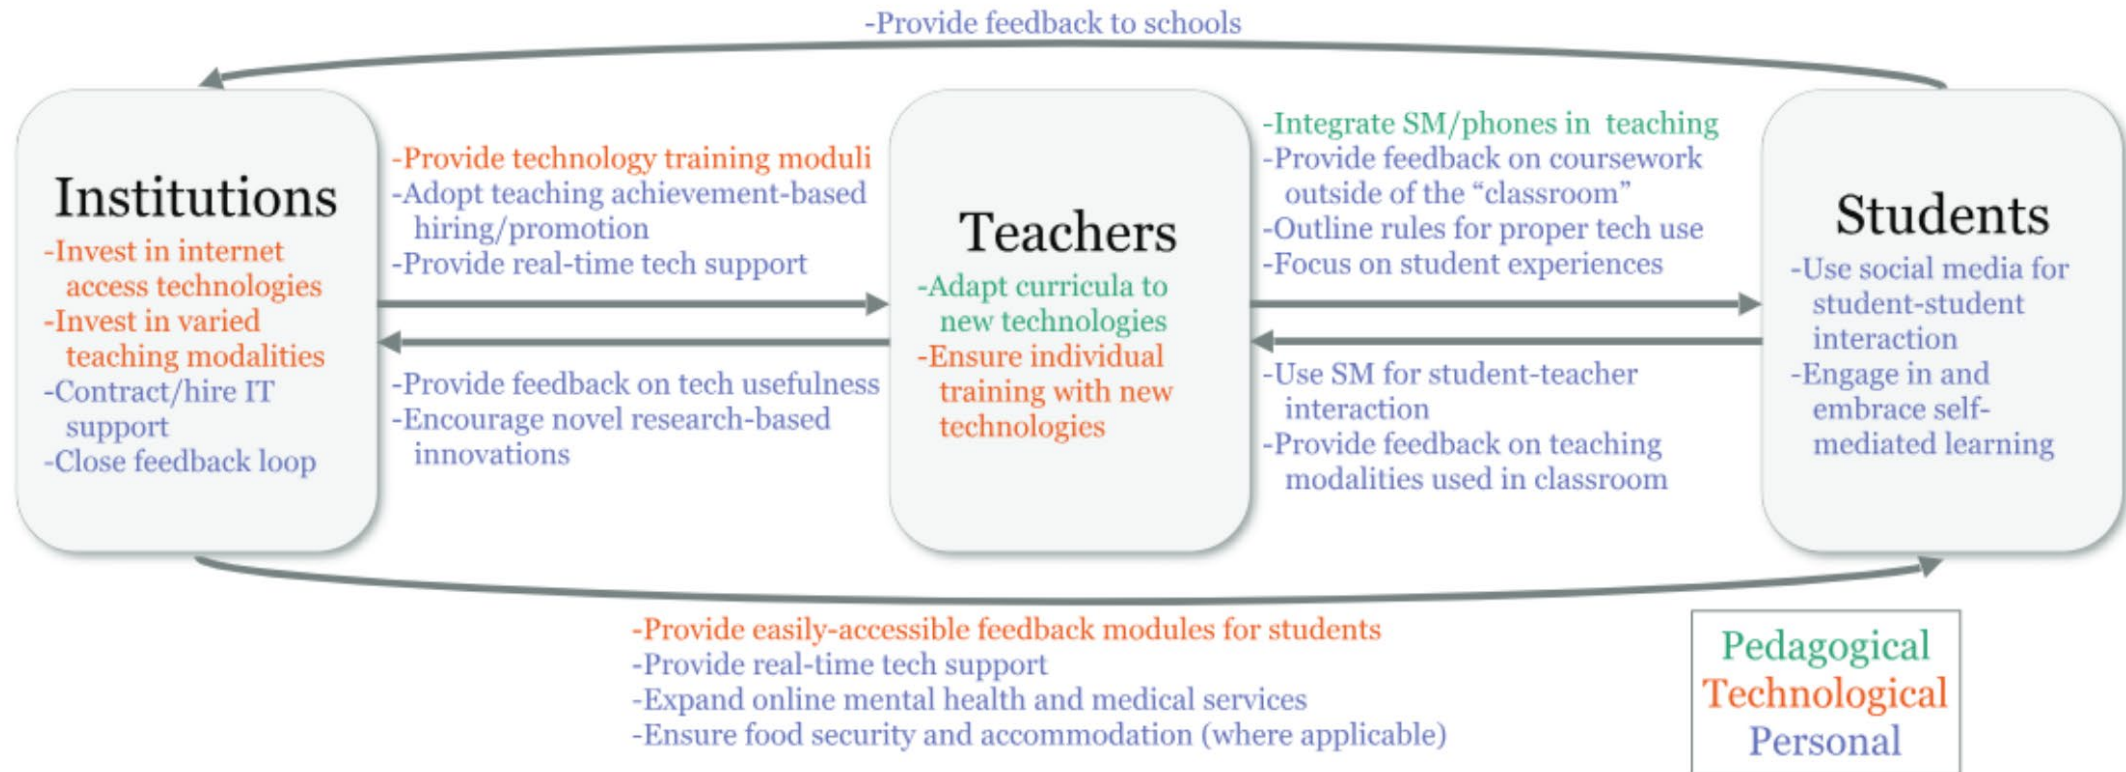 -Provide feedback to schools
Institutions
-Invest in internet
access technologies
-Invest in varied
teaching modalities
-Contract/hire IT
support
-Close feedback loop
-Provide technology training moduli
-Adopt teaching achievement-based
hiring/promotion
-Provide real-time tech support
-Provide feedback on tech usefulness
-Encourage novel research-based
innovations
Teachers
-Adapt curricula to
new technologies
-Ensure individual
training with new
technologies
-Integrate SM/phones in teaching
-Provide feedback on coursework
outside of the “classroom”
-Outline rules for proper tech use
-Focus on student experiences
-Use SM for student-teacher
interaction
-Provide feedback on teaching
modalities used in classroom
Students
-Use social media for
student-student
interaction
-Engage in and
embrace self-
mediated learning
-Provide easily-accessible feedback modules for students
-Provide real-time tech support
-Expand online mental health and medical services
-Ensure food security and accommodation (where applicable)
Pedagogical
Technological
Personal